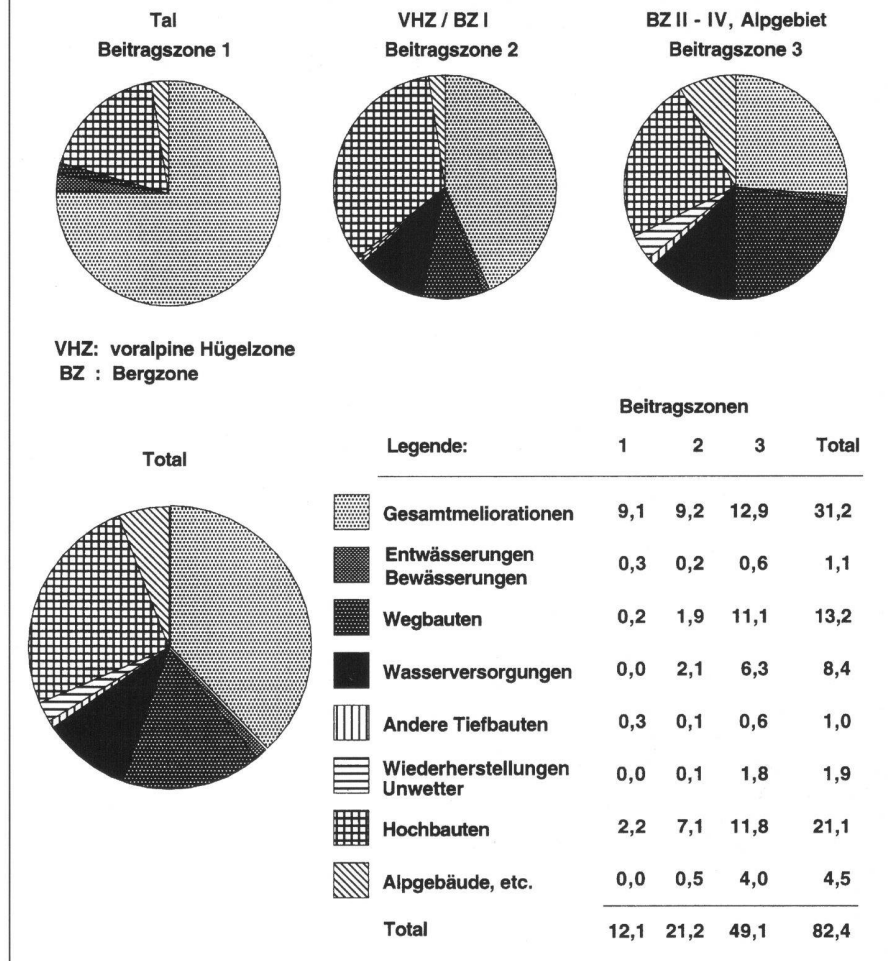 Tal
Beitragszone 1
VHZ / BZ I
Beitragszone 2
BZ II - IV, Alpgebiet
Beitragszone 3
VHZ: voralpine Hügelzone
BZ : Bergzone
Total
Beitragszonen
Legende: 1 2 3 Total
Gesamtmeliorationen 9,1 9,2 12,9 31,2
Entwässerungen
Bewässerungen 0,3 0,2 0,6 1,1
Wegbauten 0,2 1,9 11,1 13,2
Wasserversorgungen 0,0 2,1 6,3 8,4
Andere Tiefbauten 0,3 0,1 0,6 1,0
Wiederherstellungen
Unwetter 0,0 0,1 1,8 1,9
Hochbauten 2,2 7,1 11,8 21,1
Alpgebäude, etc. 0,0 0,5 4,0 4,5
Total 12,1 21,2 49,1 82,4